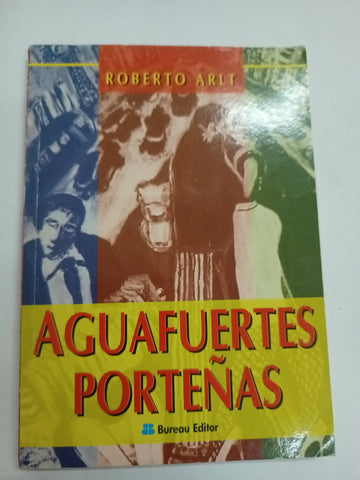 ROBERTO ARLT
AGUAFUERTES
PORTEÑAS
Bureau Editor